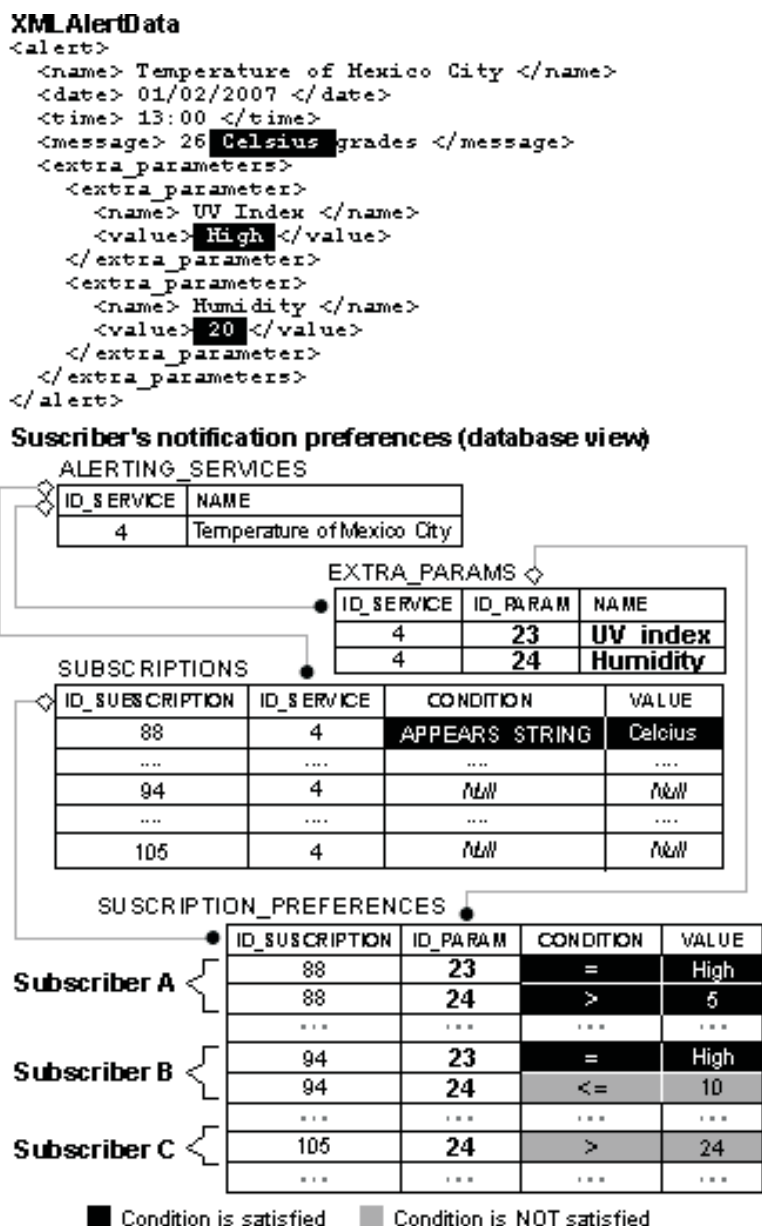 XMLAlertData
<alert>
<name> Temperature of Mexico City </name>
<date> 01/02/2007 </date>
<time> 13:00 </time>
<message> 26 Celsius grades </message>
<extra_parameters>
<extra_parameter>
<name> UV Index </name>
<value> High </value>
</extra_parameter>
<extra_parameter>
<name> Humidity </name>
<value> 20 </value>
</extra_parameter>
</extra_parameters>
</alert>
Suscriber's notification preferences (database view)
ALERTING_SERVICES
ID_SERVICE NAME
4 Temperature of Mexico City
EXTRA_PARAMS
ID_SERVICE ID_PARAM NAME
4 23 UV index
4 24 Humidity
SUBSCRIPTIONS
ID_SUBSCRIPTION ID_SERVICE CONDITION VALUE
88 4 APPEARS STRING Celcius
.... .... .... ....
94 4 Null Null
.... .... .... ....
105 4 Null Null
SUSCRIPTION_PREFERENCES
ID_SUSCRIPTION ID_PARAM CONDITION VALUE
Subscriber A
88 23 = High
88 24 > 5
... ... ... ...
Subscriber B
94 23 = High
94 24 <= 10
... ... ... ...
Subscriber C
105 24 > 24
... ... ... ...
Condition is satisfied Condition is NOT satisfied